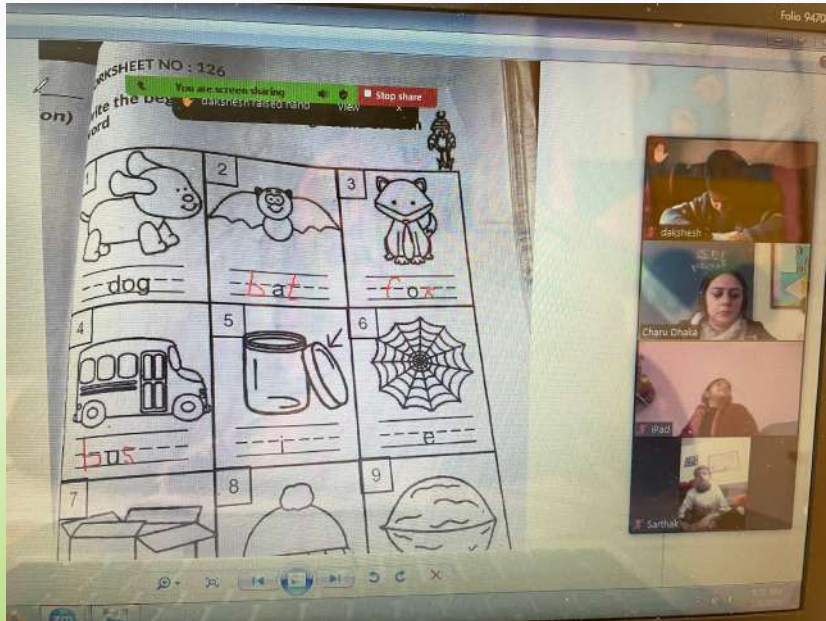 Folio 9470
RKSHEET NO : 126
You are screen sharing
Stop share
on)
rite the beg
dakshesh raised hand View x
ord
1
2
3
dog
bat
fox
4
5
6
bus
i
e
7
8
9
dakshesh
Charu Dhaka
iPad
Sarthak